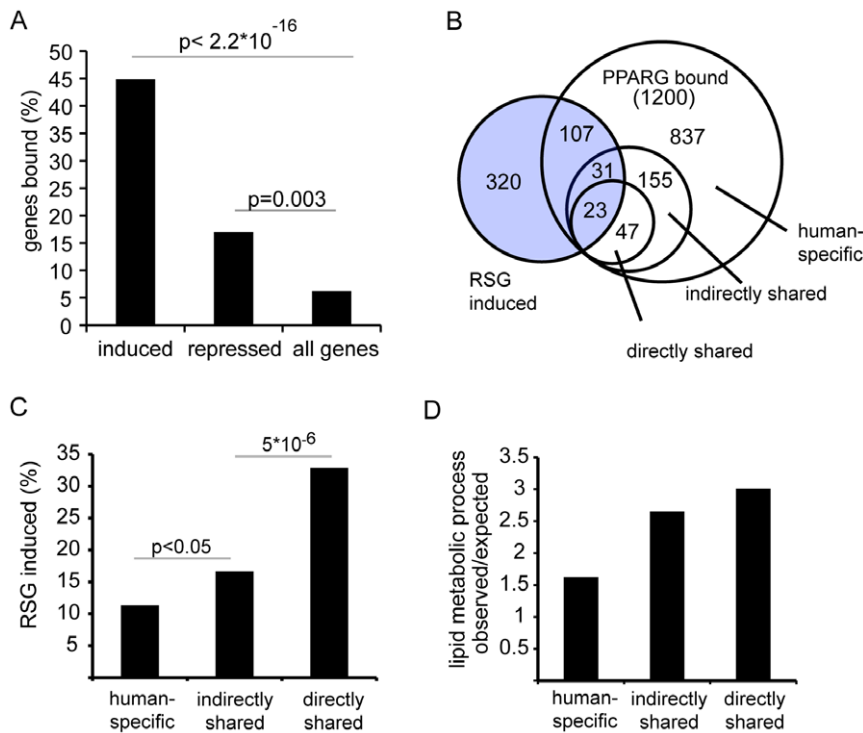 A
p< 2.2*10
-16
50
45
40
35
30
25
20
15
10
5
0
genes bound (%)
p=0.003
induced repressed all genes
B
PPARG bound
(1200)
107
837
320
31
155
23
47
human-
specific
RSG
induced
indirectly shared
directly shared
C
5*10
-6
35
30
25
20
15
10
5
RSG induced (%)
p<0.05
human-
specific
indirectly
shared
directly
shared
D
3.5
3
2.5
2
1.5
1
0.5
lipid metabolic process
observed/expected
human-
specific
indirectly
shared
directly
shared